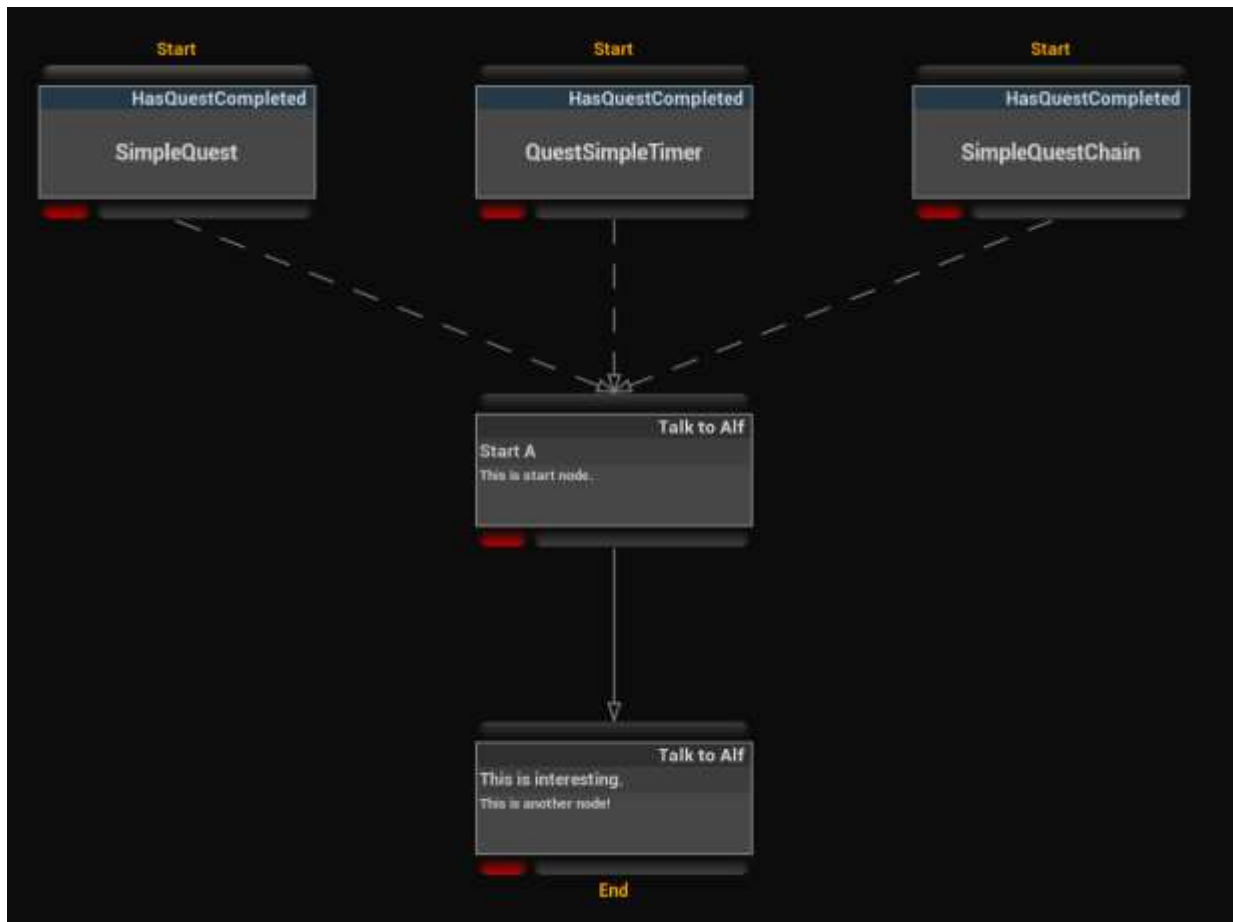 Start
Start
Start
HasQuestCompleted
HasQuestCompleted
HasQuestCompleted
SimpleQuest
QuestSimpleTimer
SimpleQuestChain
Talk to Alf
Start A
This is start node.
Talk to Alf
This is interesting.
This is another node!
End